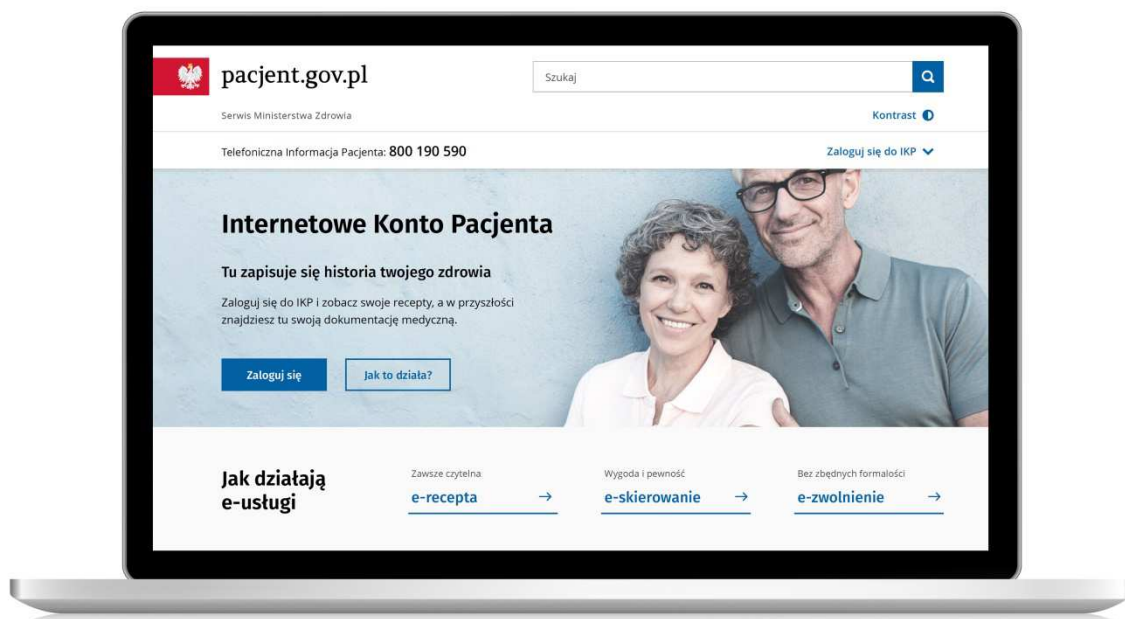 pacjent.gov.pl
Szukaj
Serwis Ministerstwa Zdrowia
Kontrast
Telefoniczna Informacja Pacjenta: 800 190 590
Zaloguj się do IKP
Internetowe Konto Pacjenta
Tu zapisuje się historia twojego zdrowia
Zaloguj się do IKP i zobacz swoje recepty, a w przyszłości
znajdziesz tu swoją dokumentację medyczną.
Zaloguj się
Jak to działa?
Jak działają
e-usługi
Zawsze czytelna
e-recepta
Wygoda i pewność
e-skierowanie
Bez zbędnych formalości
e-zwolnienie